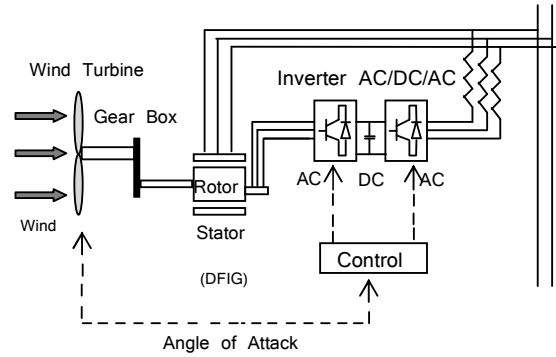 Wind Turbine
Inverter AC/DC/AC
Gear Box
Rotor
AC
DC
AC
Wind
Stator
Control
(DFIG)
Angle of Attack